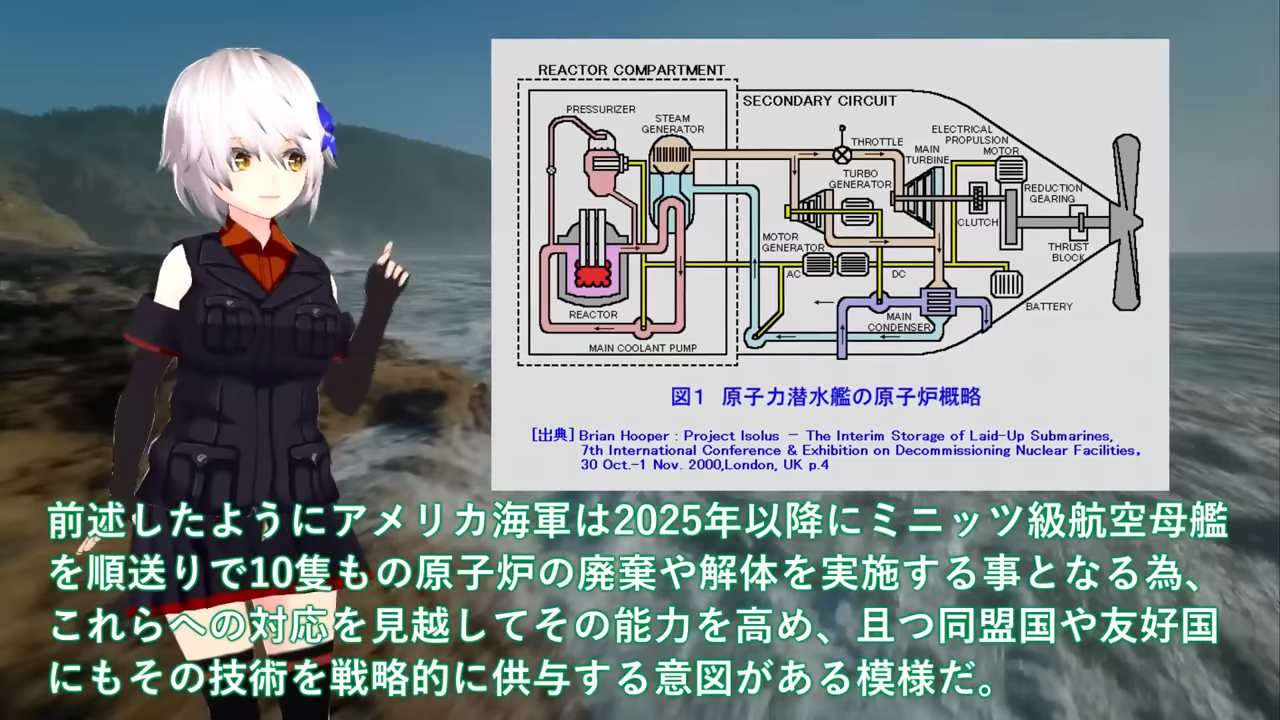 REACTOR COMPARTMENT
SECONDARY CIRCUIT
PRESSURIZER
STEAM
GENERATOR
THROTTLE
ELECTRICAL
PROPULSION
MOTOR
MAIN
TURBINE
TURBO
GENERATOR
REDUCTION
GEARING
CLUTCH
MOTOR
GENERATOR
THRUST
BLOCK
AC
DC
BATTERY
REACTOR
MAIN
CONDENSER
MAIN COOLANT PUMP
図1 原子力潜水艦の原子炉概略
[出典] Brian Hooper : Project Isolus － The Interim Storage of Laid-Up Submarines,
7th International Conference & Exhibition on Decommissioning Nuclear Facilities,
30 Oct.-1 Nov. 2000,London, UK p.4
前述したようにアメリカ海軍は2025年以降にミニッツ級航空母艦
を順送りで10隻もの原子炉の廃棄や解体を実施する事となる為、
これらへの対応を見越してその能力を高め、且つ同盟国や友好国
にもその技術を戦略的に供与する意図がある模様だ。